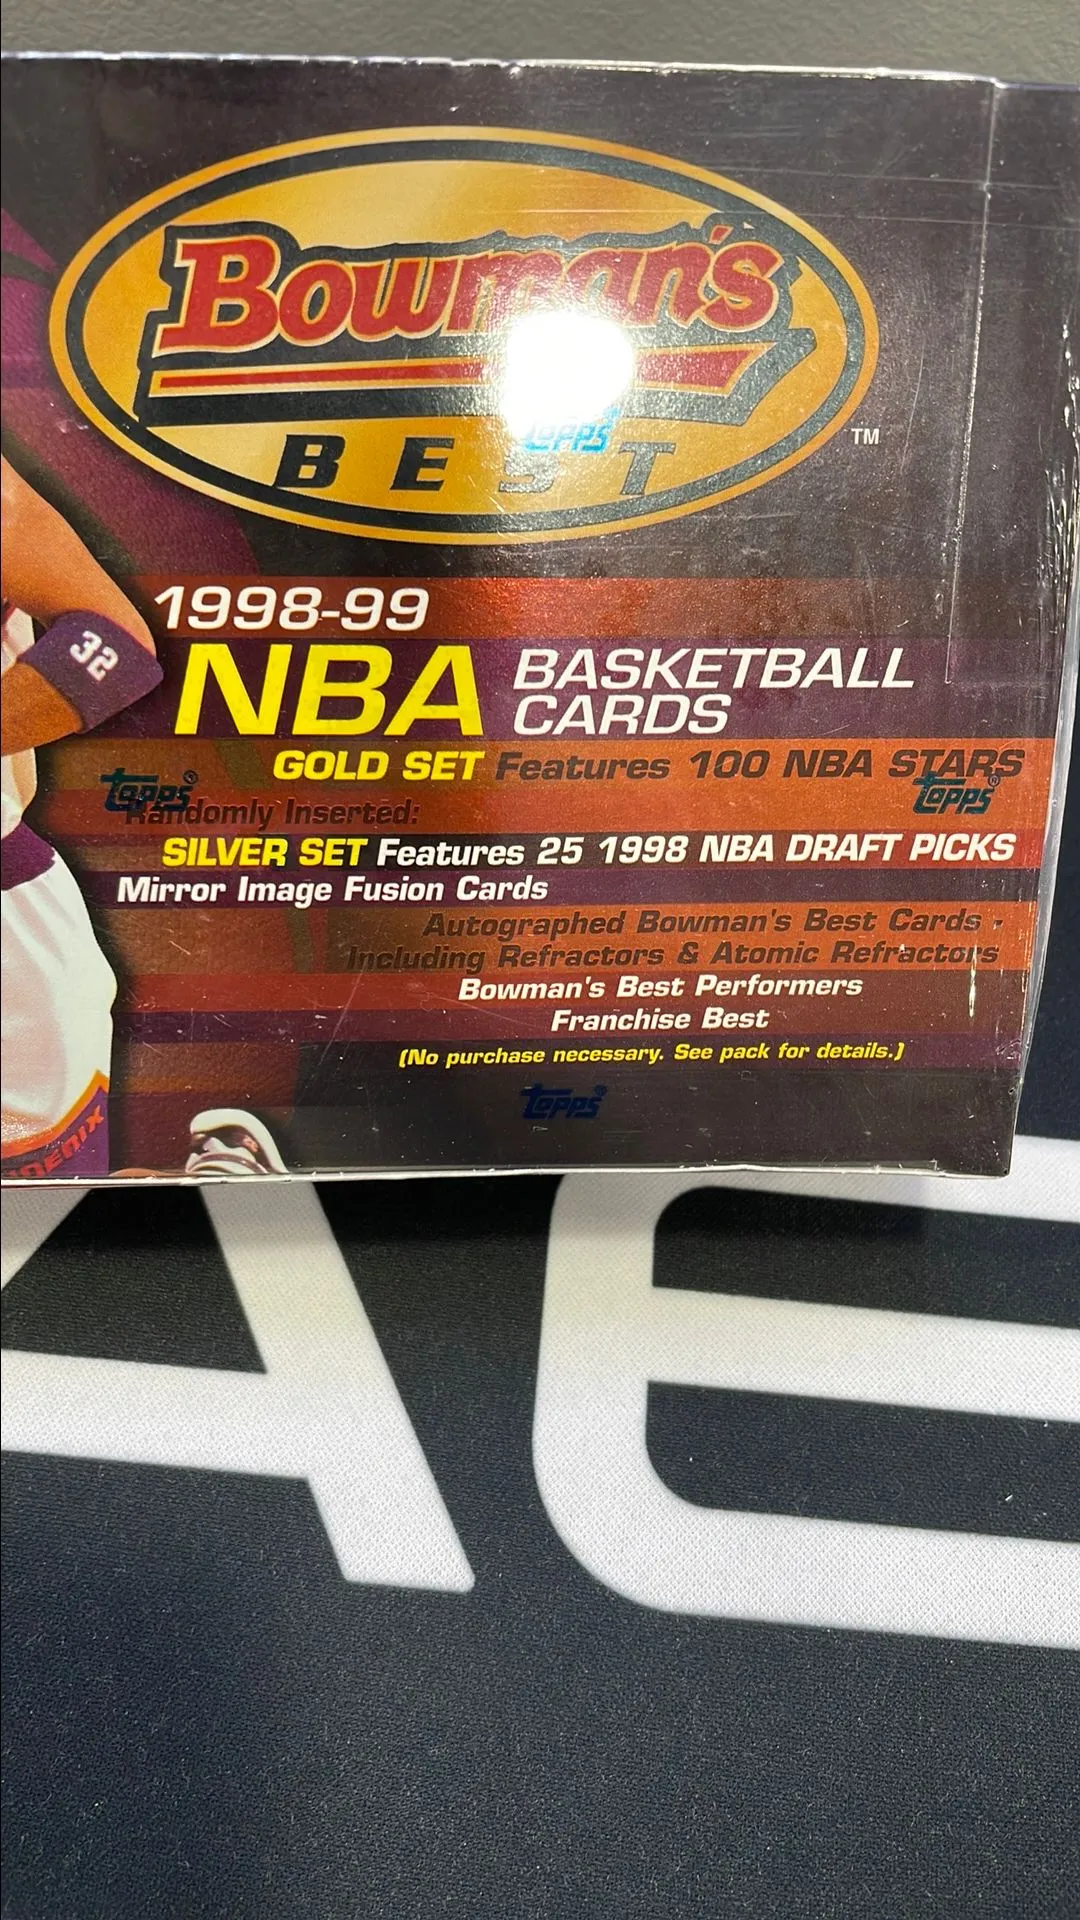 Bowman's
BEST
TM
Topps
1998-99
NBA BASKETBALL
CARDS
32
GOLD SET Features 100 NBA STARS
Topps®
Topps®
Randomly Inserted:
SILVER SET Features 25 1998 NBA DRAFT PICKS
Mirror Image Fusion Cards
Autographed Bowman's Best Cards -
Including Refractors & Atomic Refractors
Bowman's Best Performers
Franchise Best
(No purchase necessary. See pack for details.)
Topps®
AE